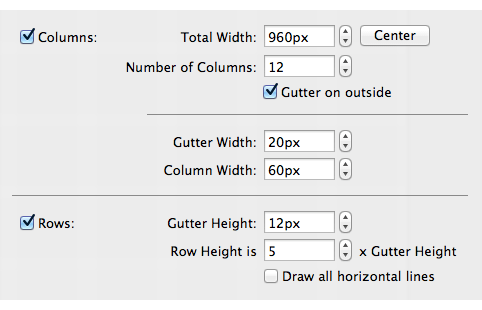 Columns: Total Width: 960px Center
Number of Columns: 12
Gutter on outside
Gutter Width: 20px
Column Width: 60px
Rows: Gutter Height: 12px
Row Height is 5 x Gutter Height
Draw all horizontal lines